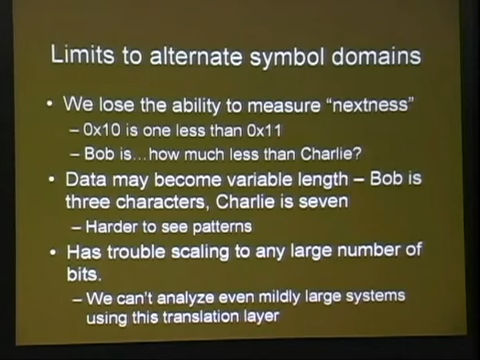 Limits to alternate symbol domains
• We lose the ability to measure “nextness”
– 0x10 is one less than 0x11
– Bob is…how much less than Charlie?
• Data may become variable length – Bob is
three characters, Charlie is seven
– Harder to see patterns
• Has trouble scaling to any large number of
bits.
– We can’t analyze even mildly large systems
using this translation layer